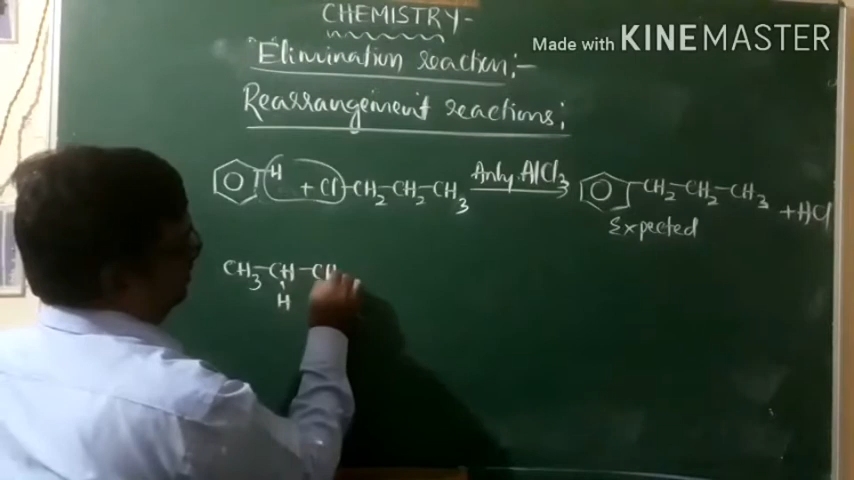 CHEMISTRY-
Made with KINEMASTER
Elimination reaction:-
Rearrangement reactions:
H + Cl-CH2-CH2-CH3 Anhy. AlCl3 CH2-CH2-CH3 + HCl
Expected
CH3-CH-CH
H